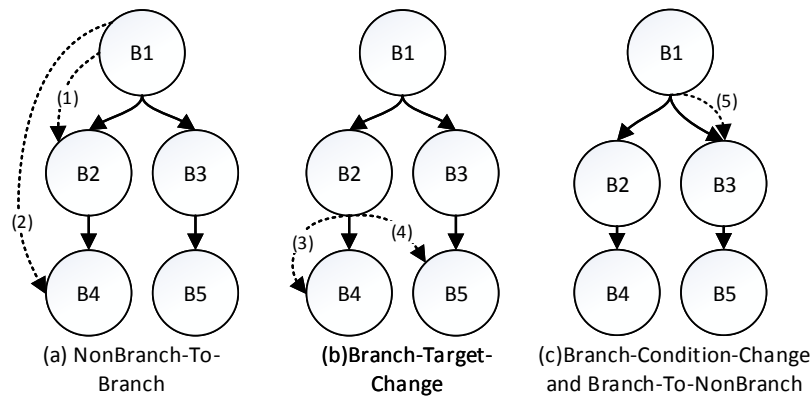 B1
(1)
(2)
B2
B3
B4
B5
(a) NonBranch-To-
Branch
B1
B2
B3
(3)
(4)
B4
B5
(b)Branch-Target-
Change
B1
(5)
B2
B3
B4
B5
(c)Branch-Condition-Change
and Branch-To-NonBranch